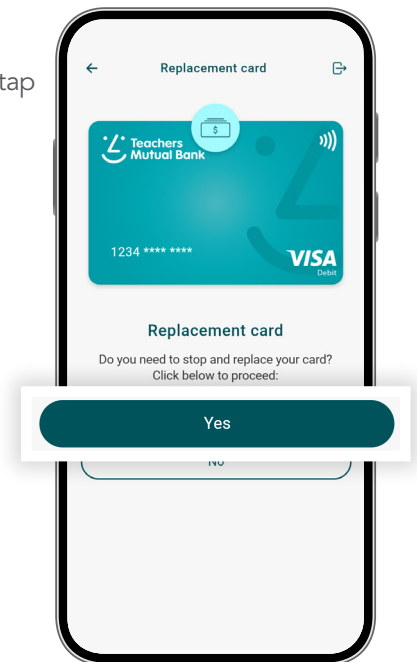 tap
Replacement card
$
Teachers
Mutual Bank
1234 **** ****
VISA
Debit
Replacement card
Do you need to stop and replace your card?
Click below to proceed:
Yes
No